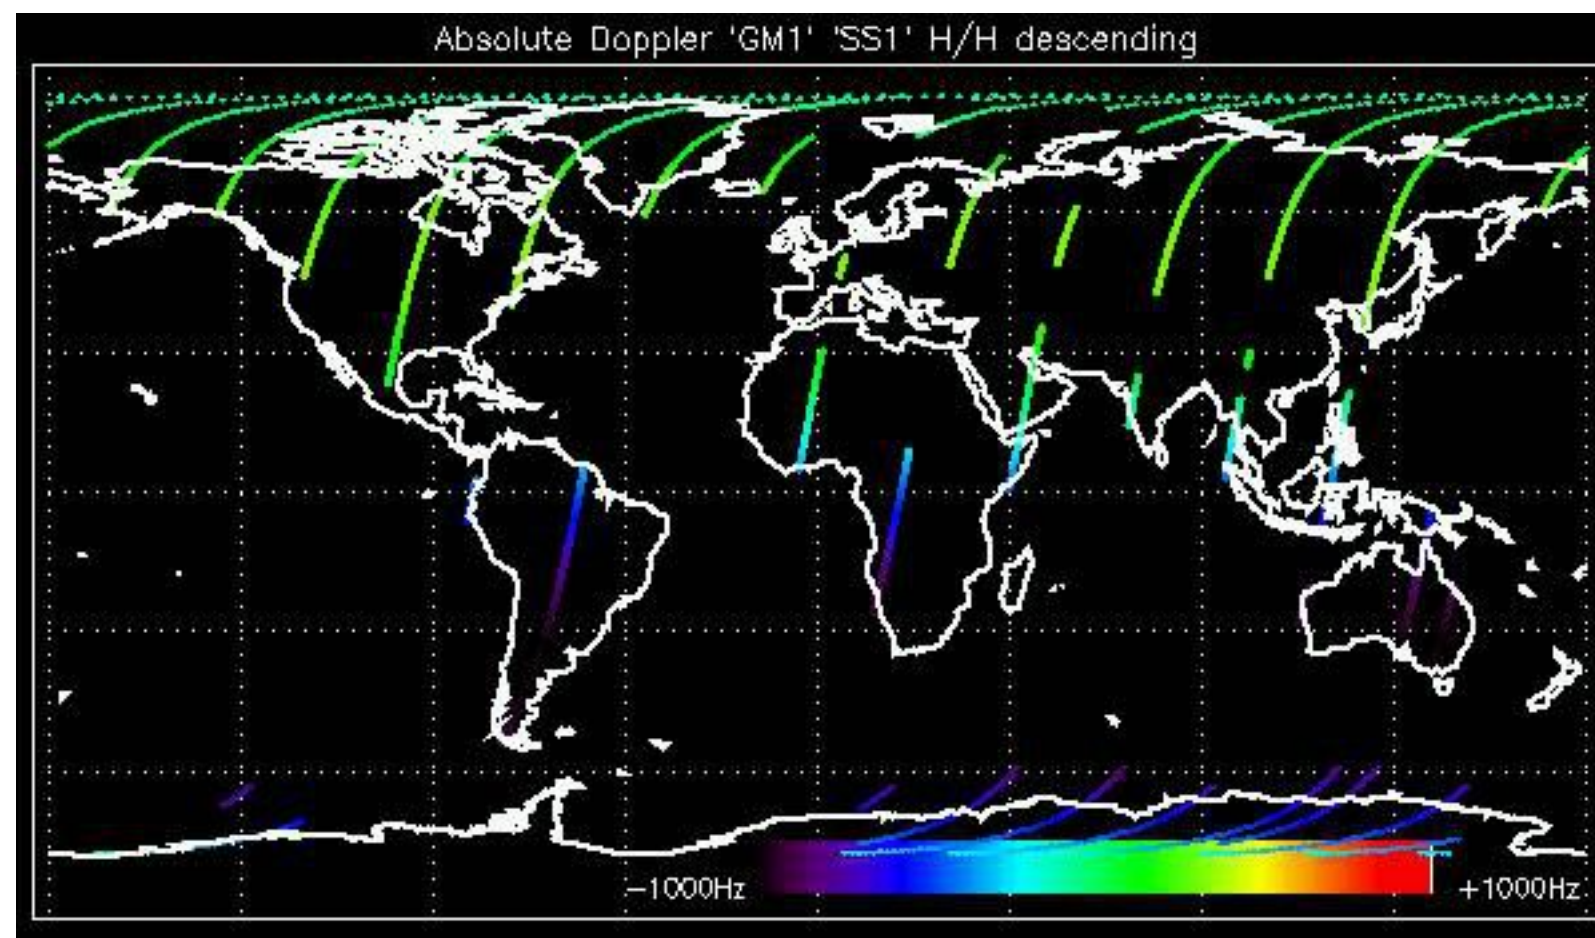 Absolute Doppler 'GM1' 'SS1' H/H descending
-1000Hz
+1000Hz